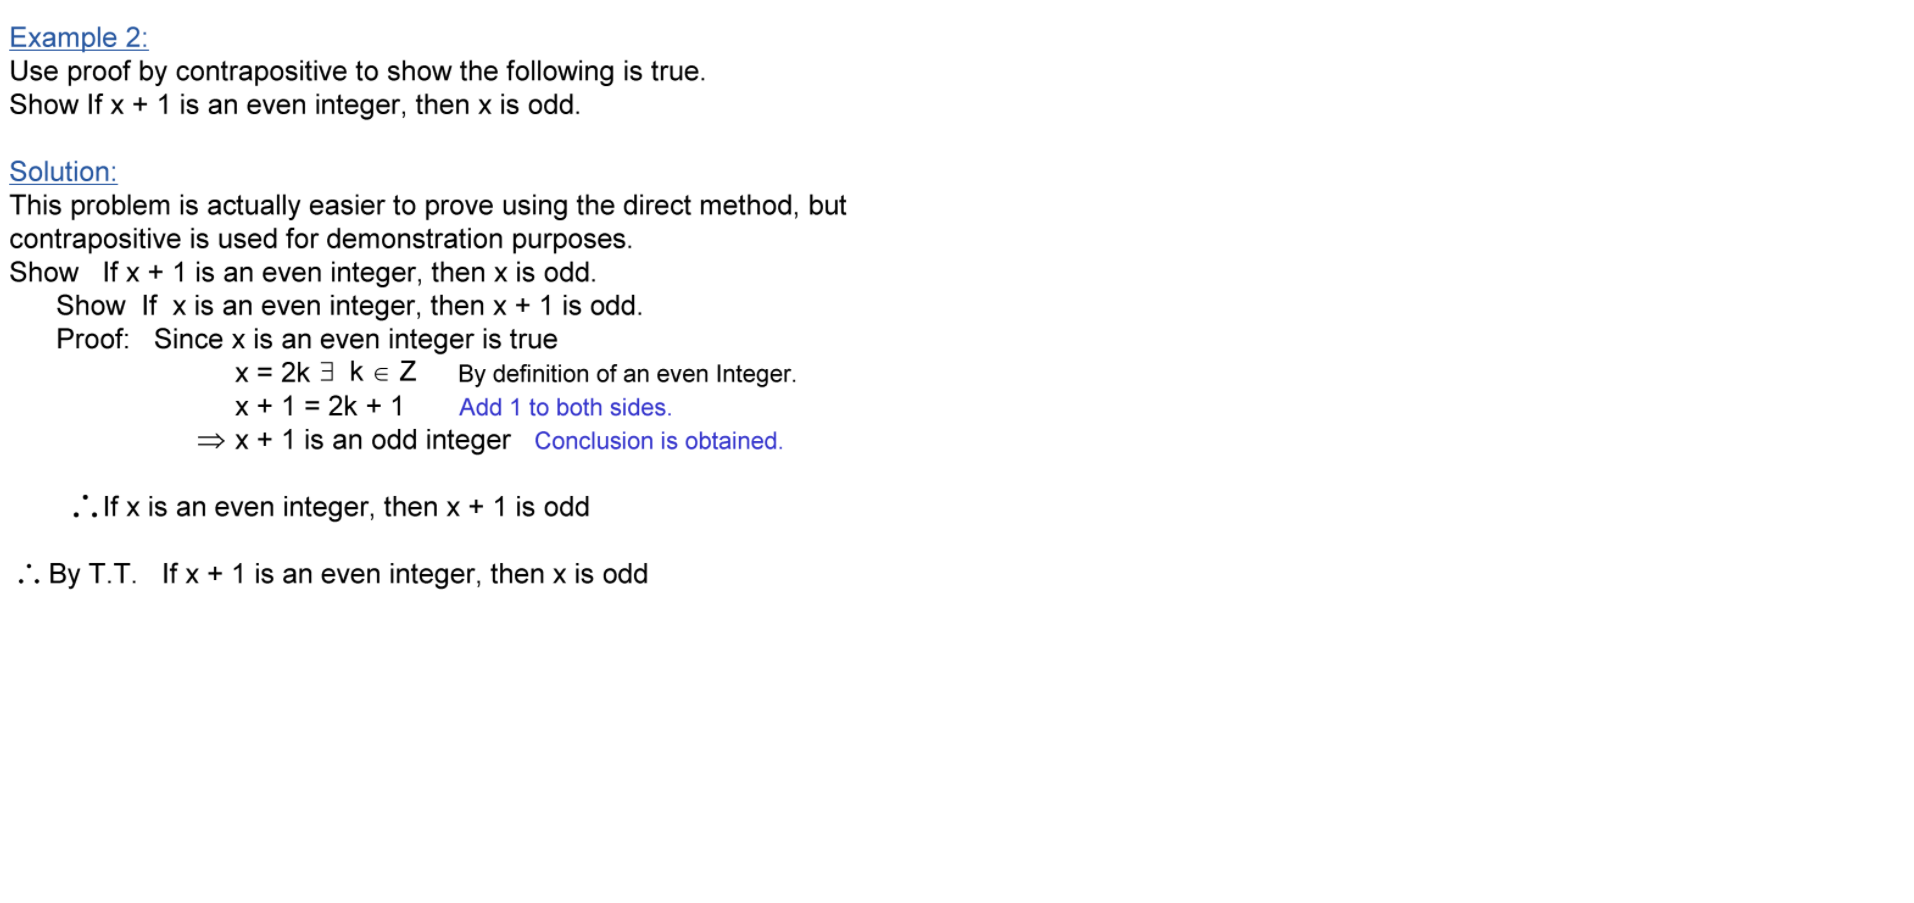 Example 2:
Use proof by contrapositive to show the following is true.
Show If x + 1 is an even integer, then x is odd.
Solution:
This problem is actually easier to prove using the direct method, but
contrapositive is used for demonstration purposes.
Show If x + 1 is an even integer, then x is odd.
Show If x is an even integer, then x + 1 is odd.
Proof: Since x is an even integer is true
x = 2k ∃ k ∈ Z By definition of an even Integer.
x + 1 = 2k + 1 Add 1 to both sides.
⇒ x + 1 is an odd integer Conclusion is obtained.
∴ If x is an even integer, then x + 1 is odd
∴ By T.T. If x + 1 is an even integer, then x is odd